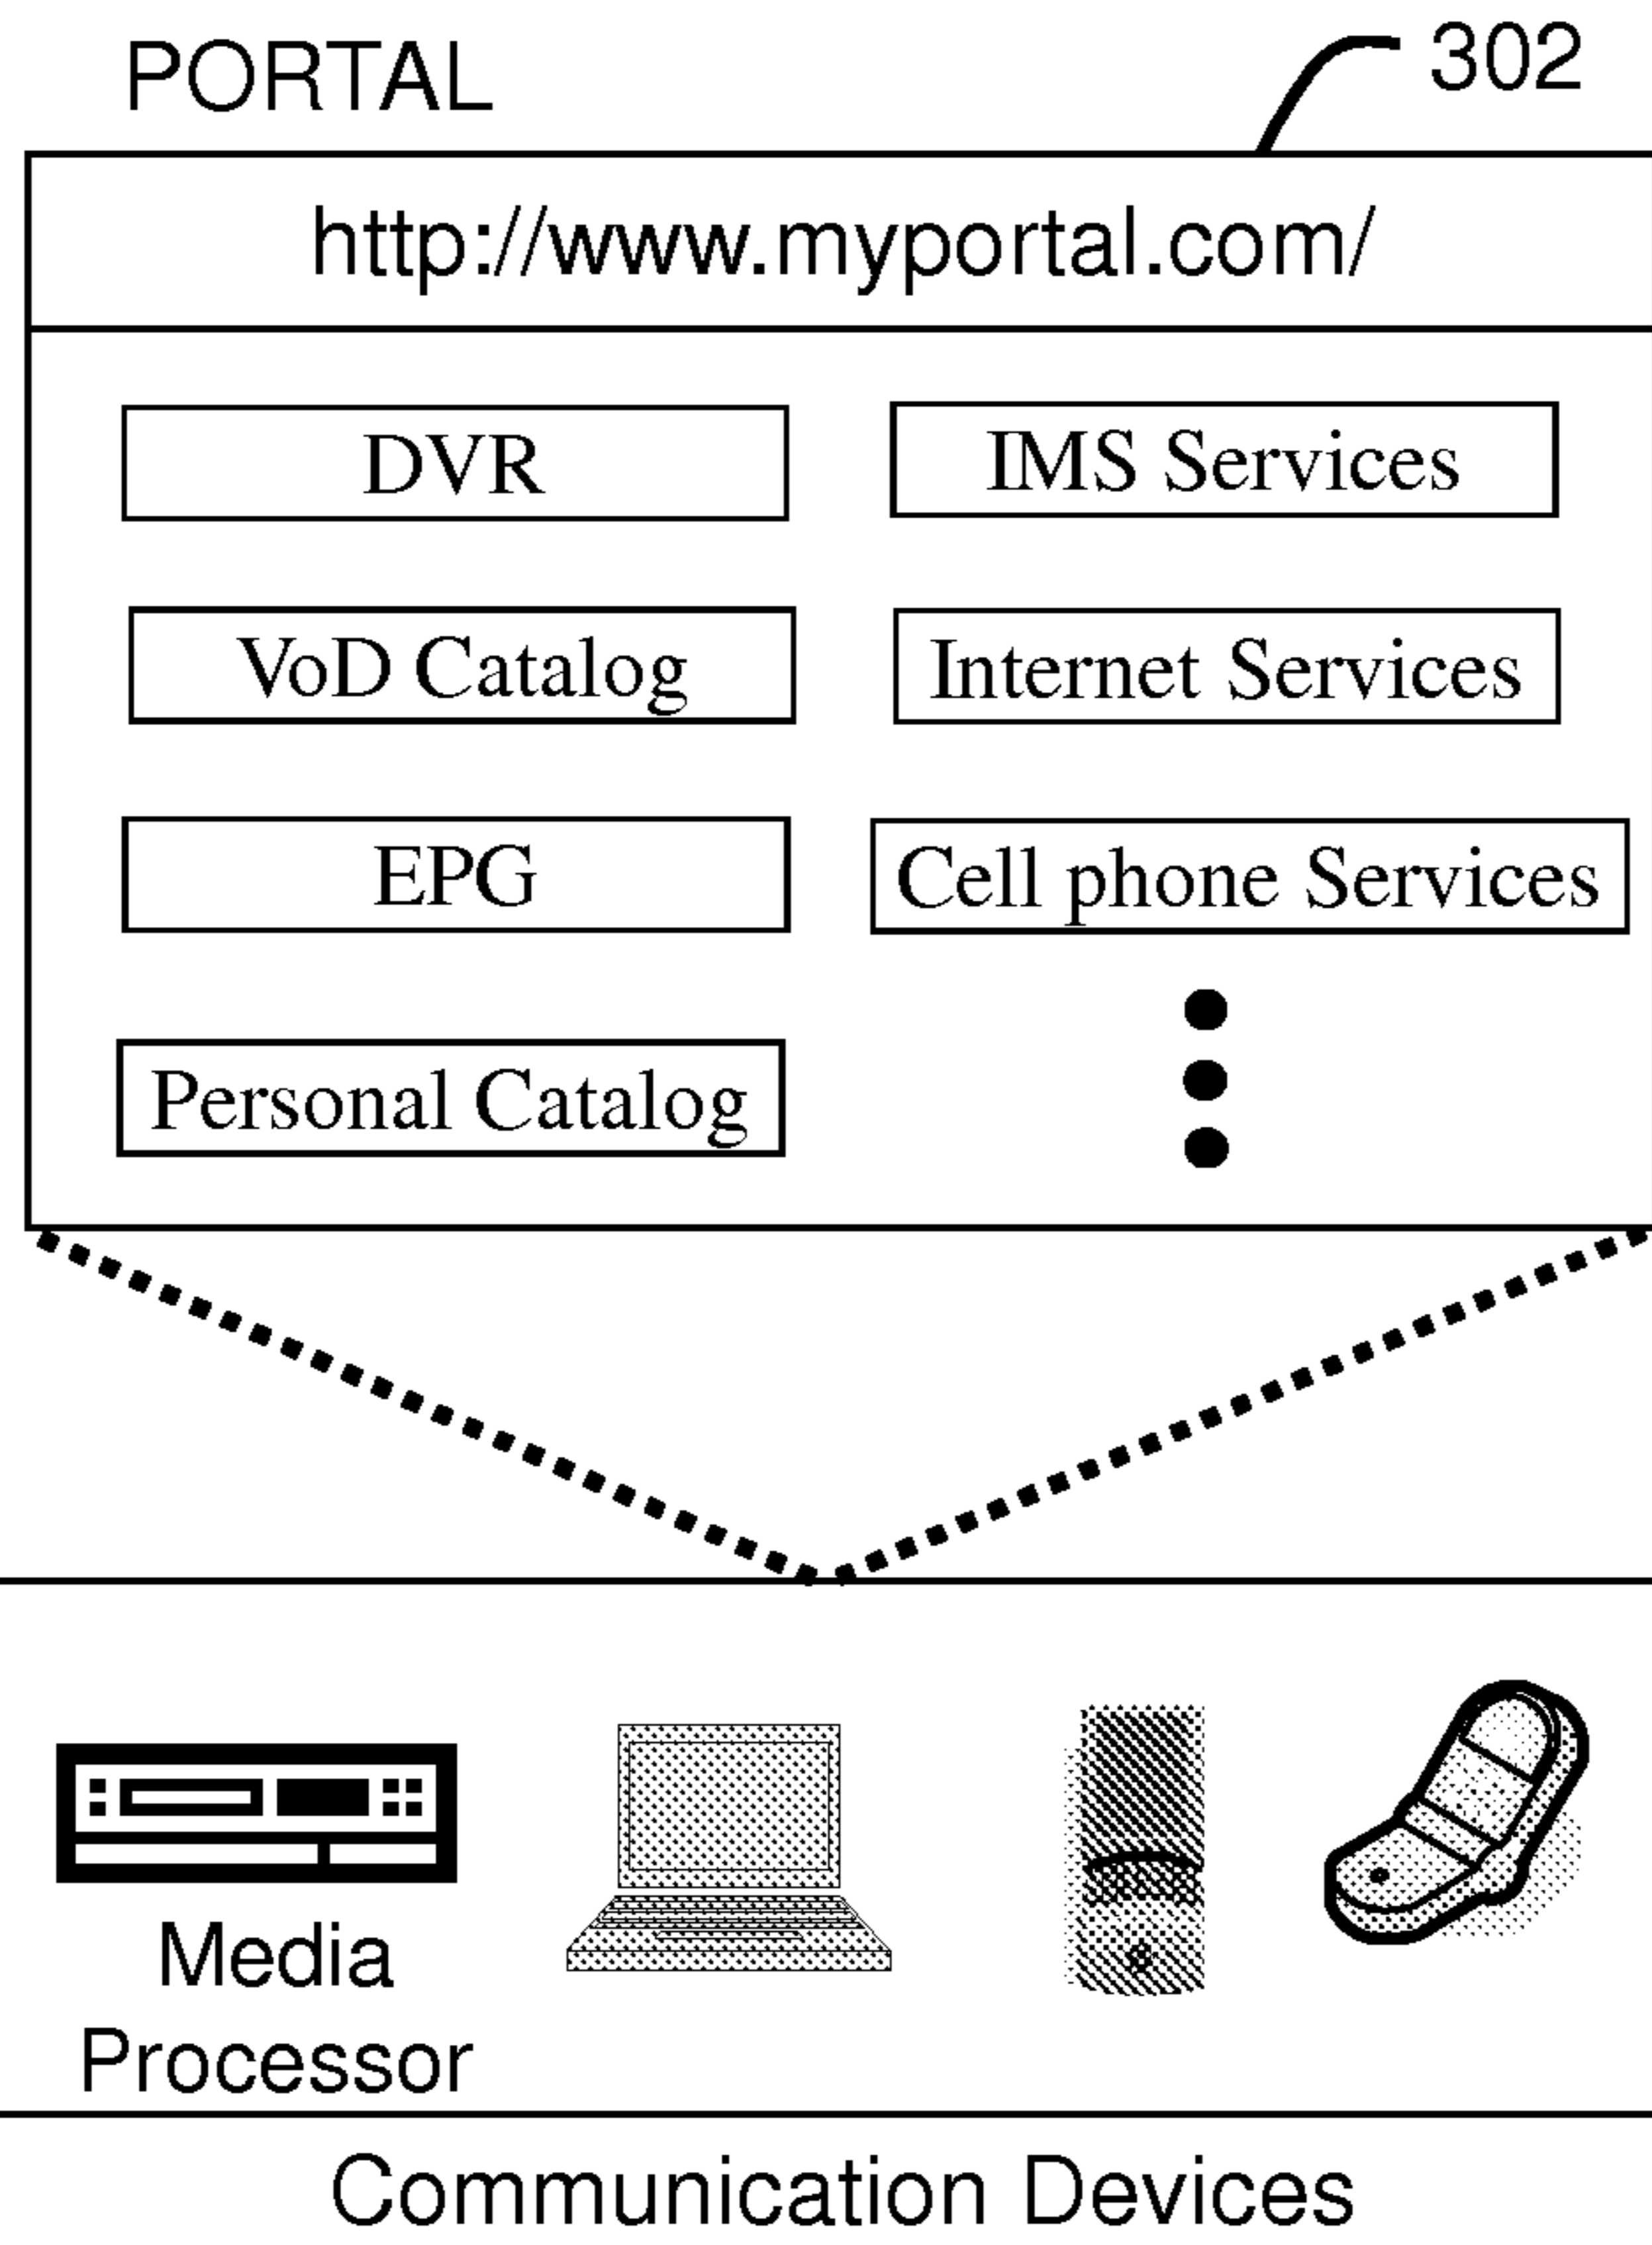 PORTAL
302
http://www.myportal.com/
DVR
IMS Services
VoD Catalog
Internet Services
EPG
Cell phone Services
Personal Catalog
Media
Processor
Communication Devices